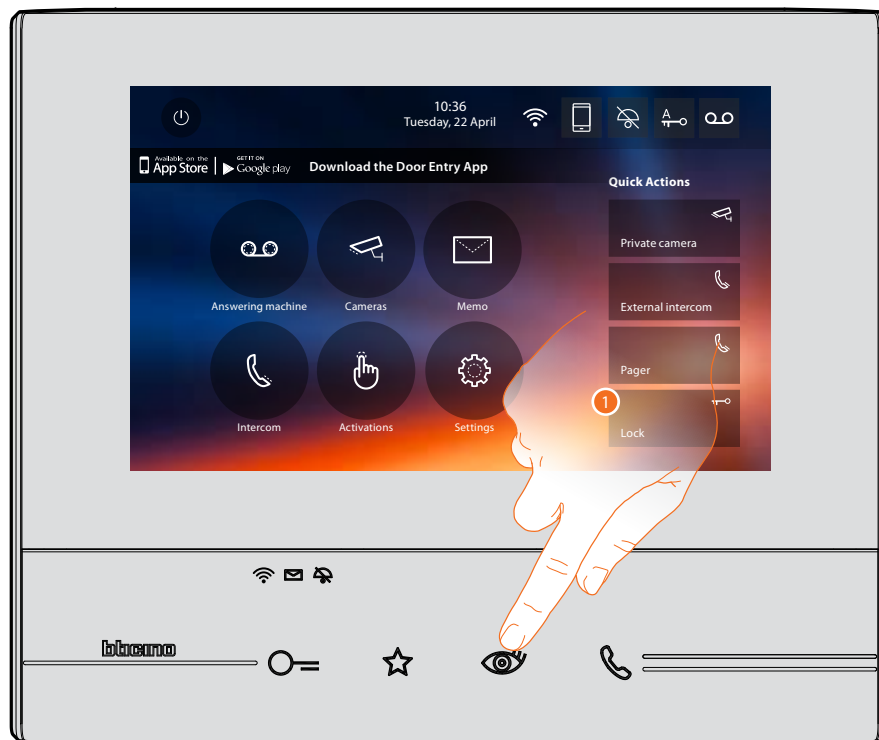 10:36
Tuesday, 22 April
A
Available on the App Store
GET IT ON Google play
Download the Door Entry App
Quick Actions
Private camera
External intercom
Pager
1
Lock
Answering machine
Cameras
Memo
Intercom
Activations
Settings
bticino